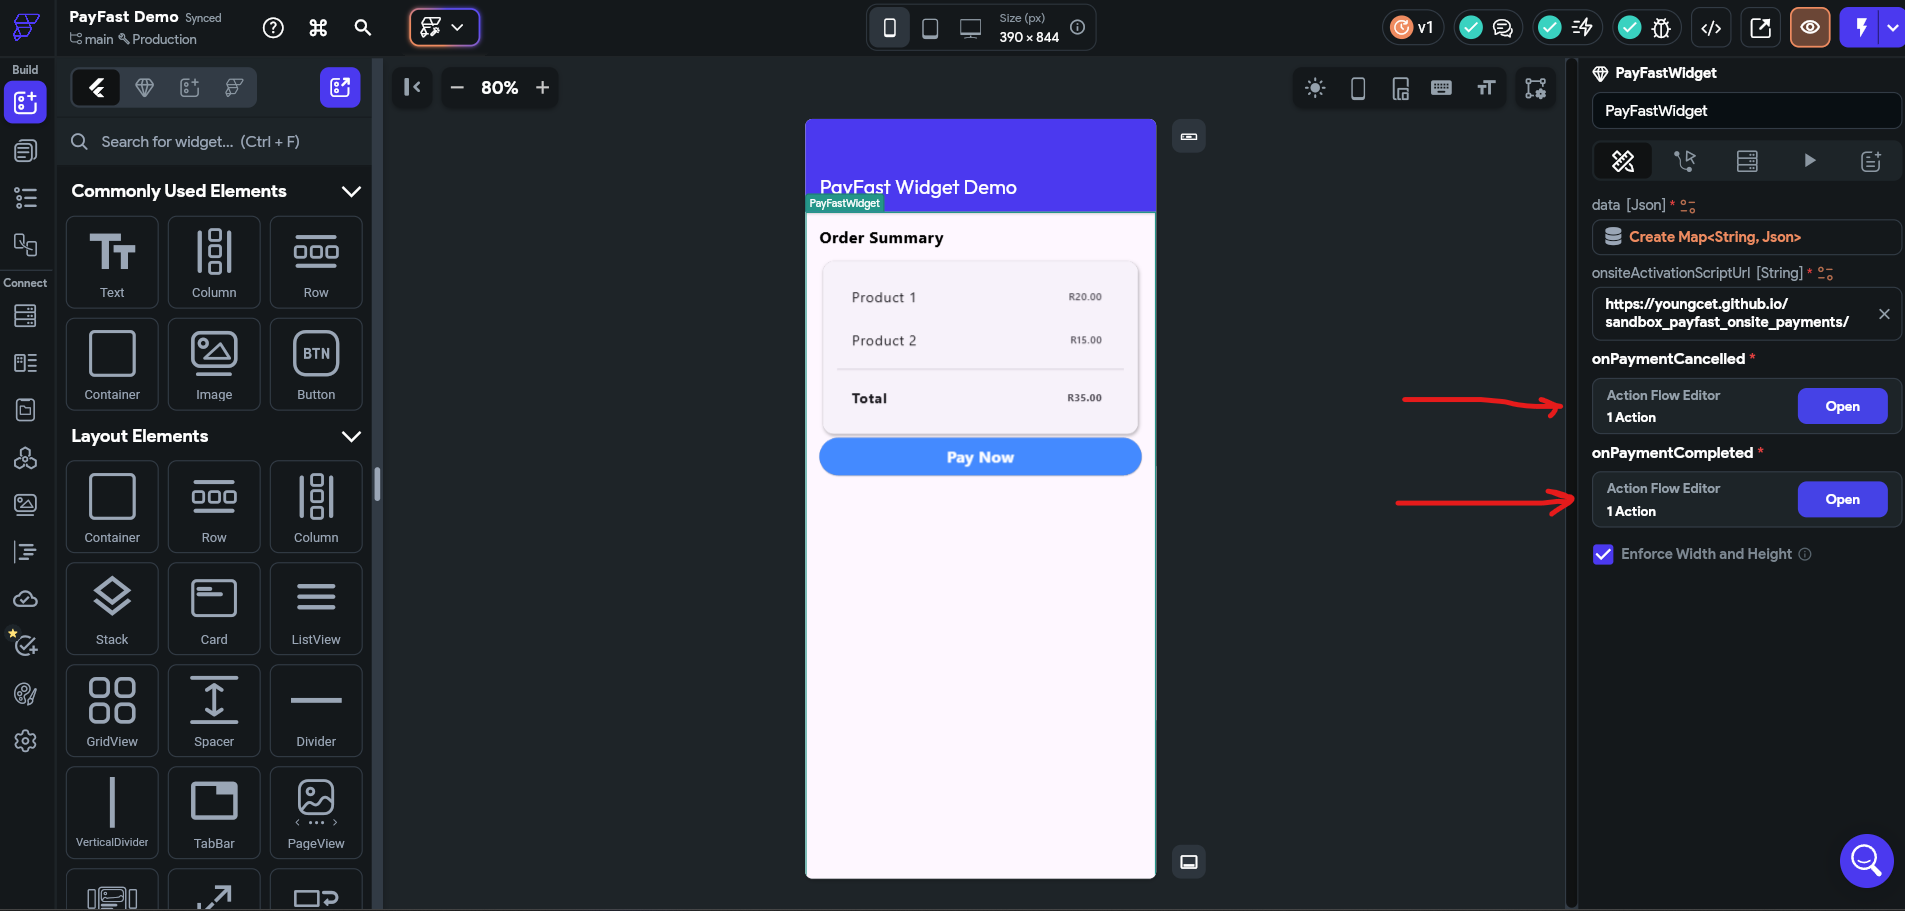 PayFast Demo Synced
main Production
Size (px)
390 × 844
v1
Build
80%
Search for widget... (Ctrl + F)
Commonly Used Elements
Text
Column
Row
Container
Image
BTN
Button
Layout Elements
Container
Row
Column
Stack
Card
ListView
GridView
Spacer
Divider
VerticalDivider
TabBar
PageView
Connect
PayFast Widget Demo
PayFastWidget
Order Summary
Product 1 R20.00
Product 2 R15.00
Total R35.00
Pay Now
PayFastWidget
PayFastWidget
data [Json] *
Create Map<String, Json>
onsiteActivationScriptUrl [String] *
https://youngcet.github.io/
sandbox_payfast_onsite_payments/
onPaymentCancelled *
Action Flow Editor
1 Action
Open
onPaymentCompleted *
Action Flow Editor
1 Action
Open
Enforce Width and Height